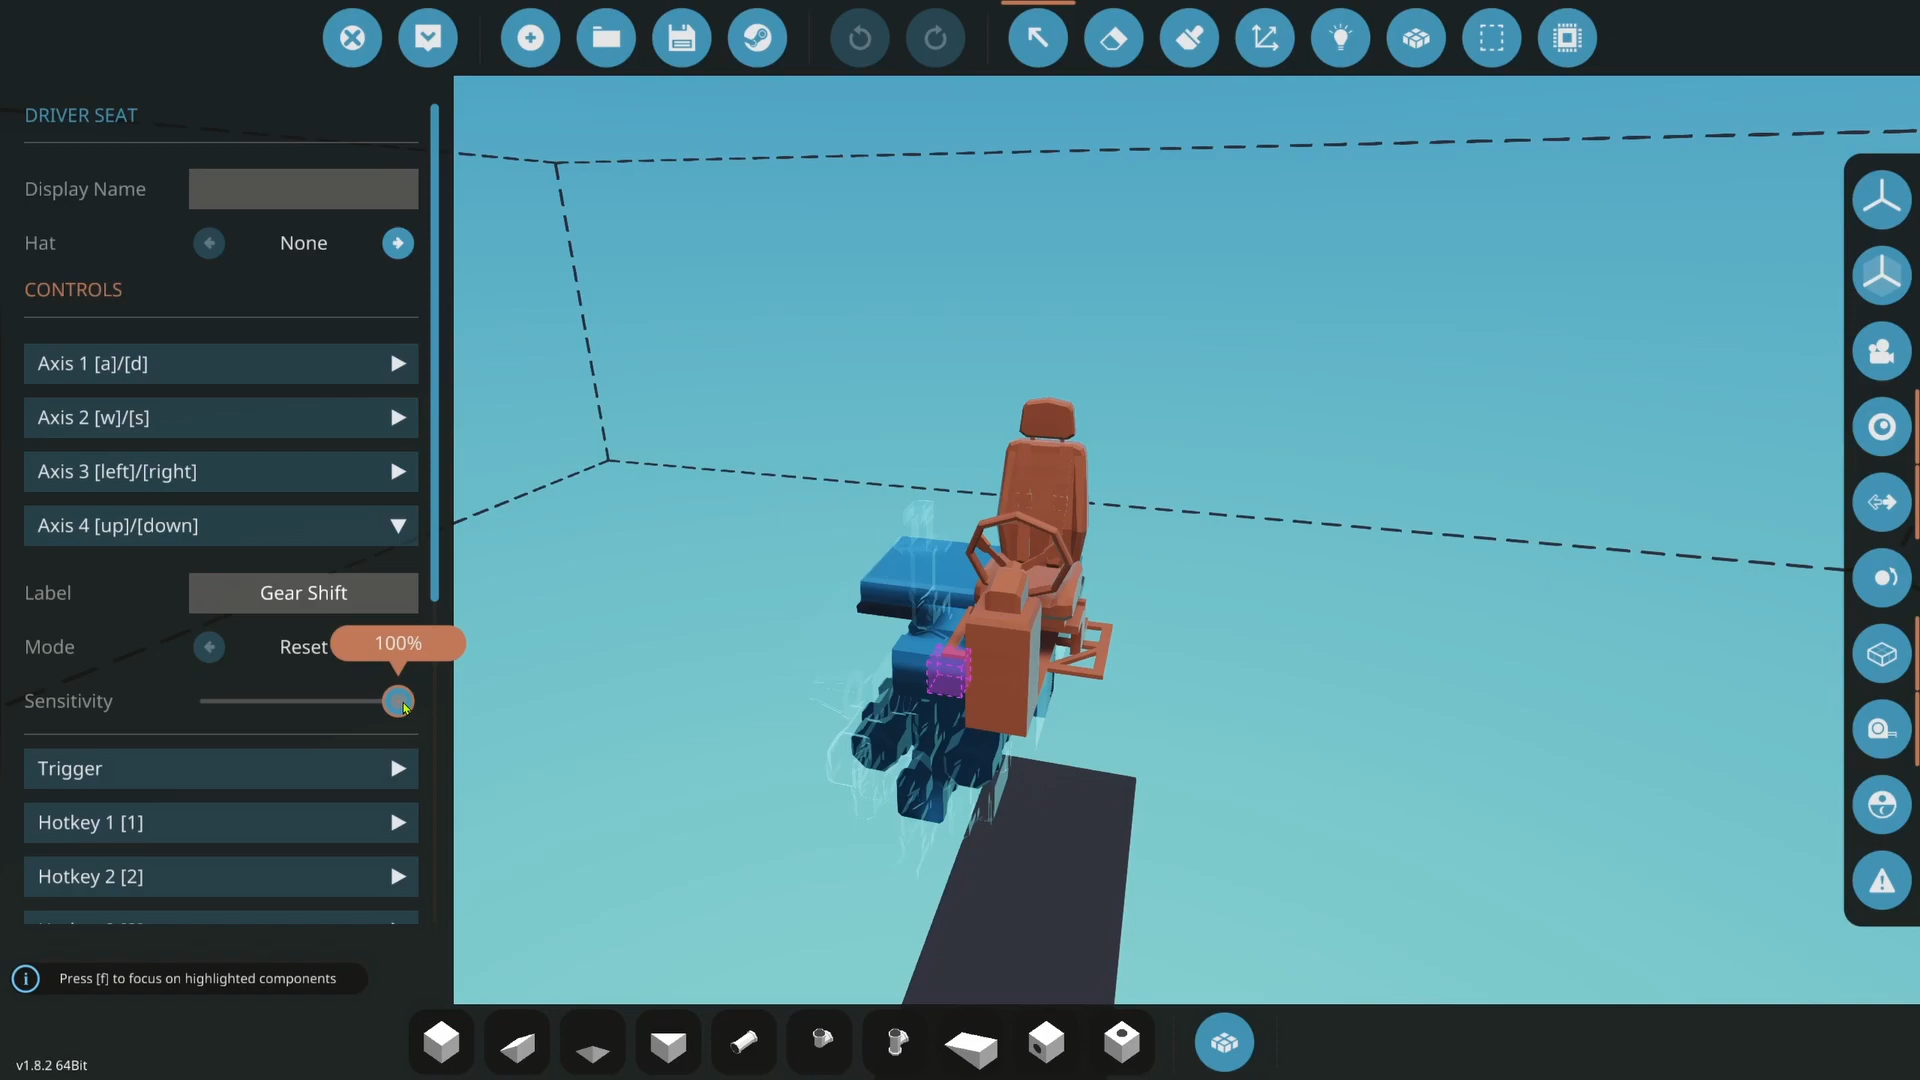 DRIVER SEAT
Display Name
Hat None
CONTROLS
Axis 1 [a]/[d]
Axis 2 [w]/[s]
Axis 3 [left]/[right]
Axis 4 [up]/[down]
Label Gear Shift
Mode Reset
100%
Sensitivity
Trigger
Hotkey 1 [1]
Hotkey 2 [2]
Press [f] to focus on highlighted components
v1.8.2 64Bit